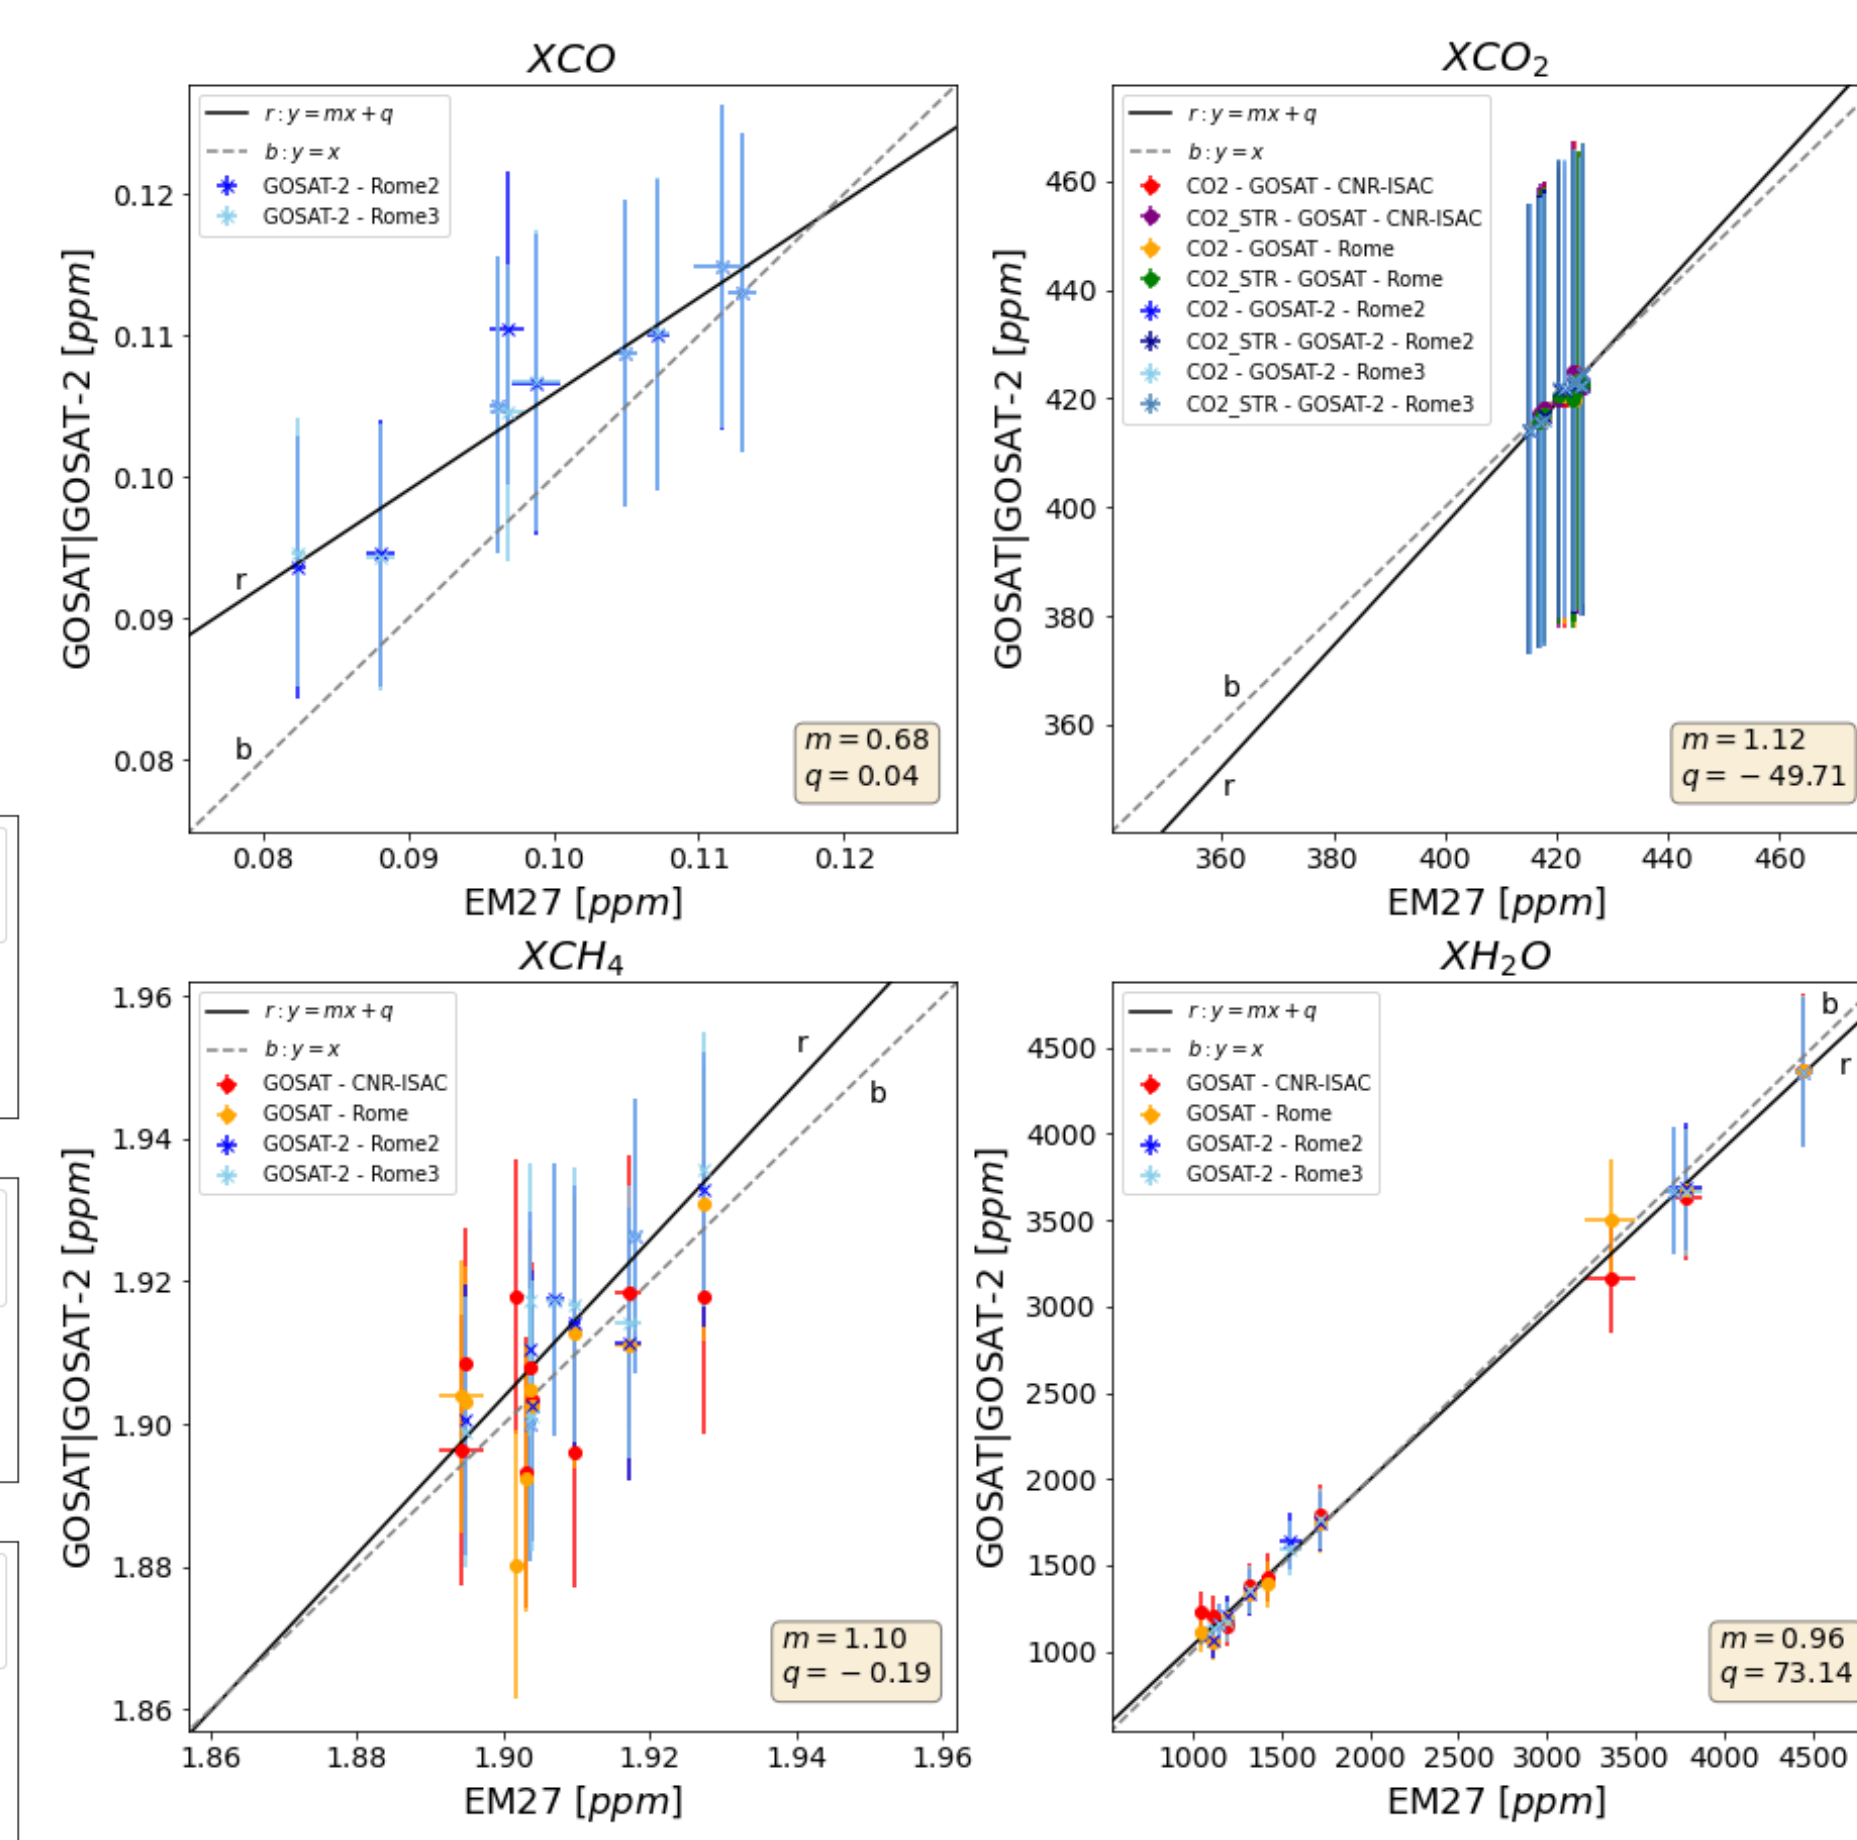 XCO
GOSAT|GOSAT-2 [ppm]
0.12
0.11
0.10
0.09
0.08
r : y = mx + q
b : y = x
GOSAT-2 - Rome2
GOSAT-2 - Rome3
r
b
m = 0.68
q = 0.04
0.08 0.09 0.10 0.11 0.12
EM27 [ppm]
XCO₂
GOSAT|GOSAT-2 [ppm]
460
440
420
400
380
360
r : y = mx + q
b : y = x
CO2 - GOSAT - CNR-ISAC
CO2_STR - GOSAT - CNR-ISAC
CO2 - GOSAT - Rome
CO2_STR - GOSAT - Rome
CO2 - GOSAT-2 - Rome2
CO2_STR - GOSAT-2 - Rome2
CO2 - GOSAT-2 - Rome3
CO2_STR - GOSAT-2 - Rome3
b
r
m = 1.12
q = − 49.71
360 380 400 420 440 460
EM27 [ppm]
XCH₄
GOSAT|GOSAT-2 [ppm]
1.96
1.94
1.92
1.90
1.88
1.86
r : y = mx + q
b : y = x
GOSAT - CNR-ISAC
GOSAT - Rome
GOSAT-2 - Rome2
GOSAT-2 - Rome3
r
b
m = 1.10
q = − 0.19
1.86 1.88 1.90 1.92 1.94 1.96
EM27 [ppm]
XH₂O
GOSAT|GOSAT-2 [ppm]
4500
4000
3500
3000
2500
2000
1500
1000
r : y = mx + q
b : y = x
GOSAT - CNR-ISAC
GOSAT - Rome
GOSAT-2 - Rome2
GOSAT-2 - Rome3
b
r
m = 0.96
q = 73.14
1000 1500 2000 2500 3000 3500 4000 4500
EM27 [ppm]